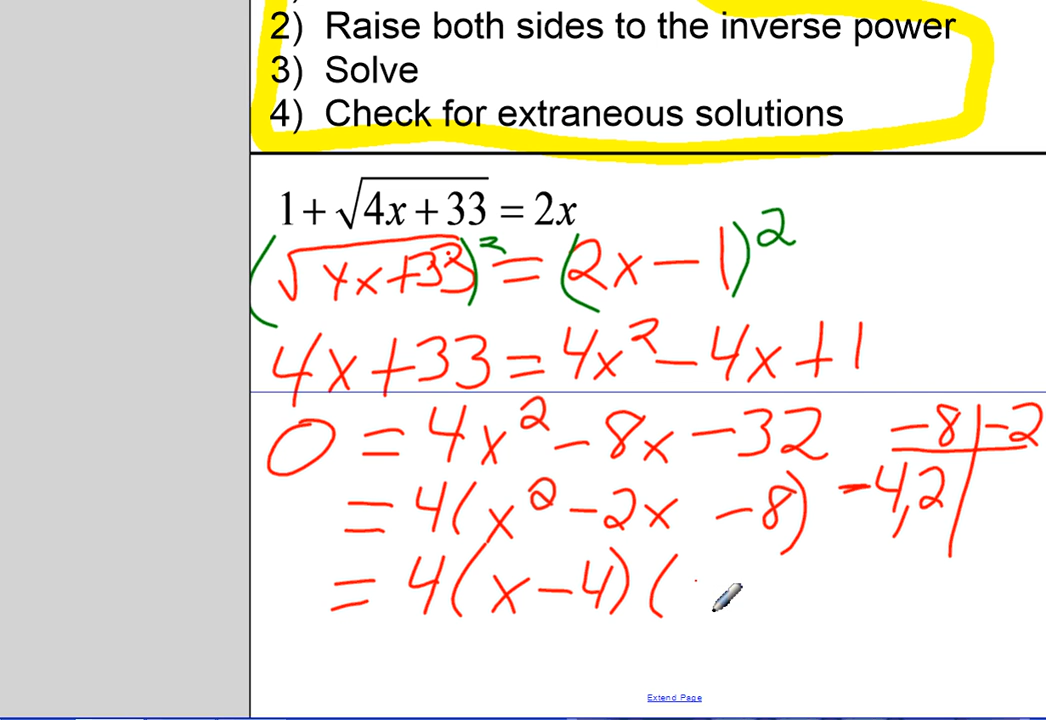 2) Raise both sides to the inverse power
3) Solve
4) Check for extraneous solutions
1 + √(4x + 33) = 2x
(√(4x+33))² = (2x − 1)²
4x + 33 = 4x² − 4x + 1
0 = 4x² − 8x − 32
−8 | −2
= 4(x² − 2x − 8)
−4, 2 |
= 4(x − 4)(
Extend Page